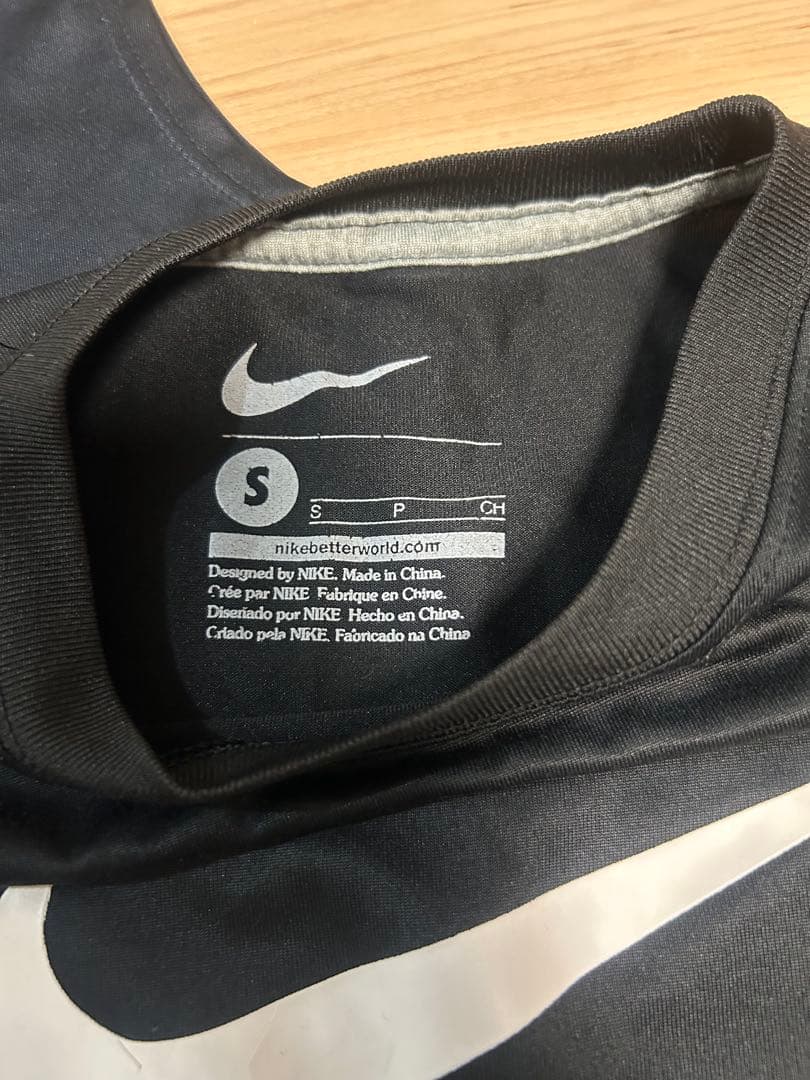 S
S P CH
nikebetterworld.com
Designed by NIKE. Made in China.
Crée par NIKE Fabrique en Chine.
Diseñado por NIKE Hecho en China.
Criado pela NIKE. Fabricado na China